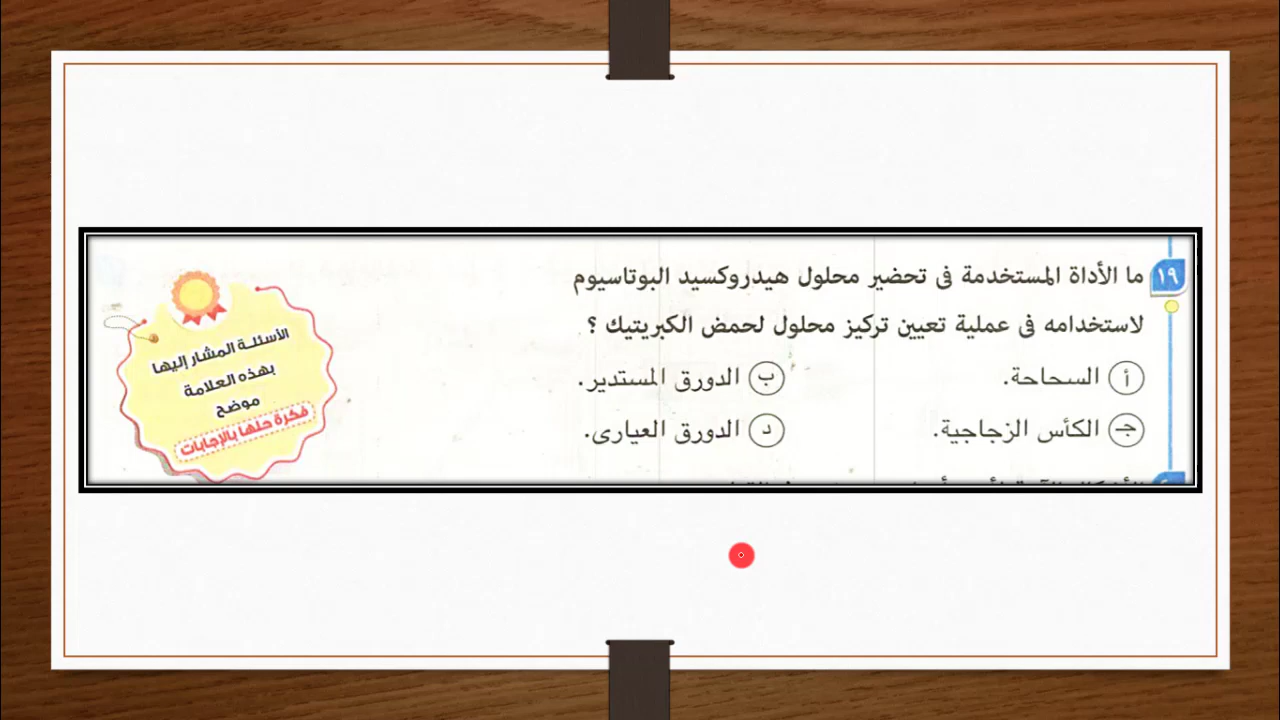 ١٩ ما الأداة المستخدمة فى تحضير محلول هيدروكسيد البوتاسيوم
لاستخدامه فى عملية تعيين تركيز محلول لحمض الكبريتيك ؟
أ السحاحة. ب الدورق المستدير.
جـ الكأس الزجاجية. د الدورق العيارى.
الأسئلة المشار إليها
بهذه العلامة
موضح
فكرة حلها بالإجابات